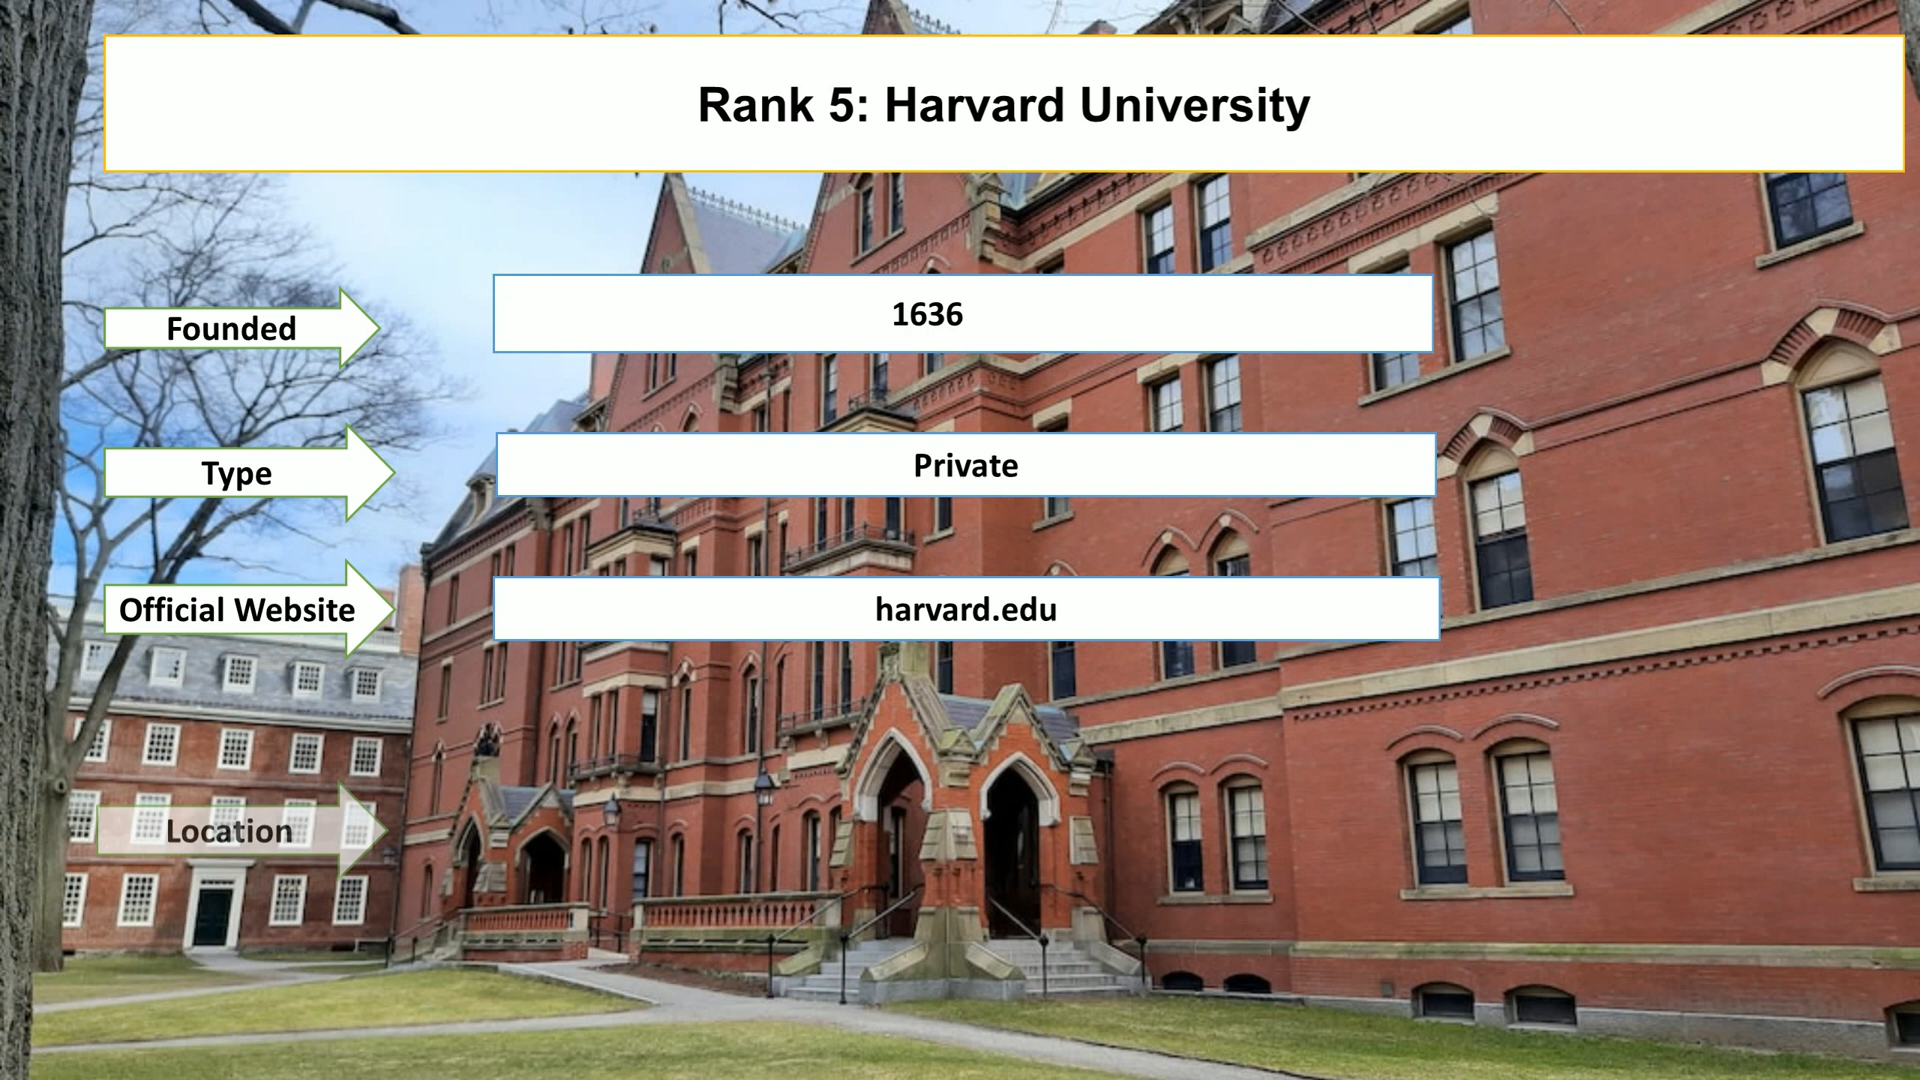 Rank 5: Harvard University
Founded
1636
Type
Private
Official Website
harvard.edu
Location